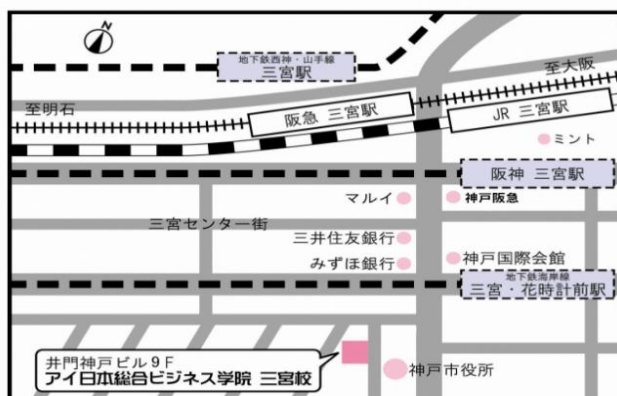 N
地下鉄西神・山手線
三宮駅
至大阪
至明石
阪急 三宮駅
JR 三宮駅
ミント
阪神 三宮駅
マルイ
神戸阪急
三宮センター街
三井住友銀行
みずほ銀行
神戸国際会館
地下鉄海岸線
三宮・花時計前駅
井門神戸ビル9F
アイ日本総合ビジネス学院 三宮校
神戸市役所